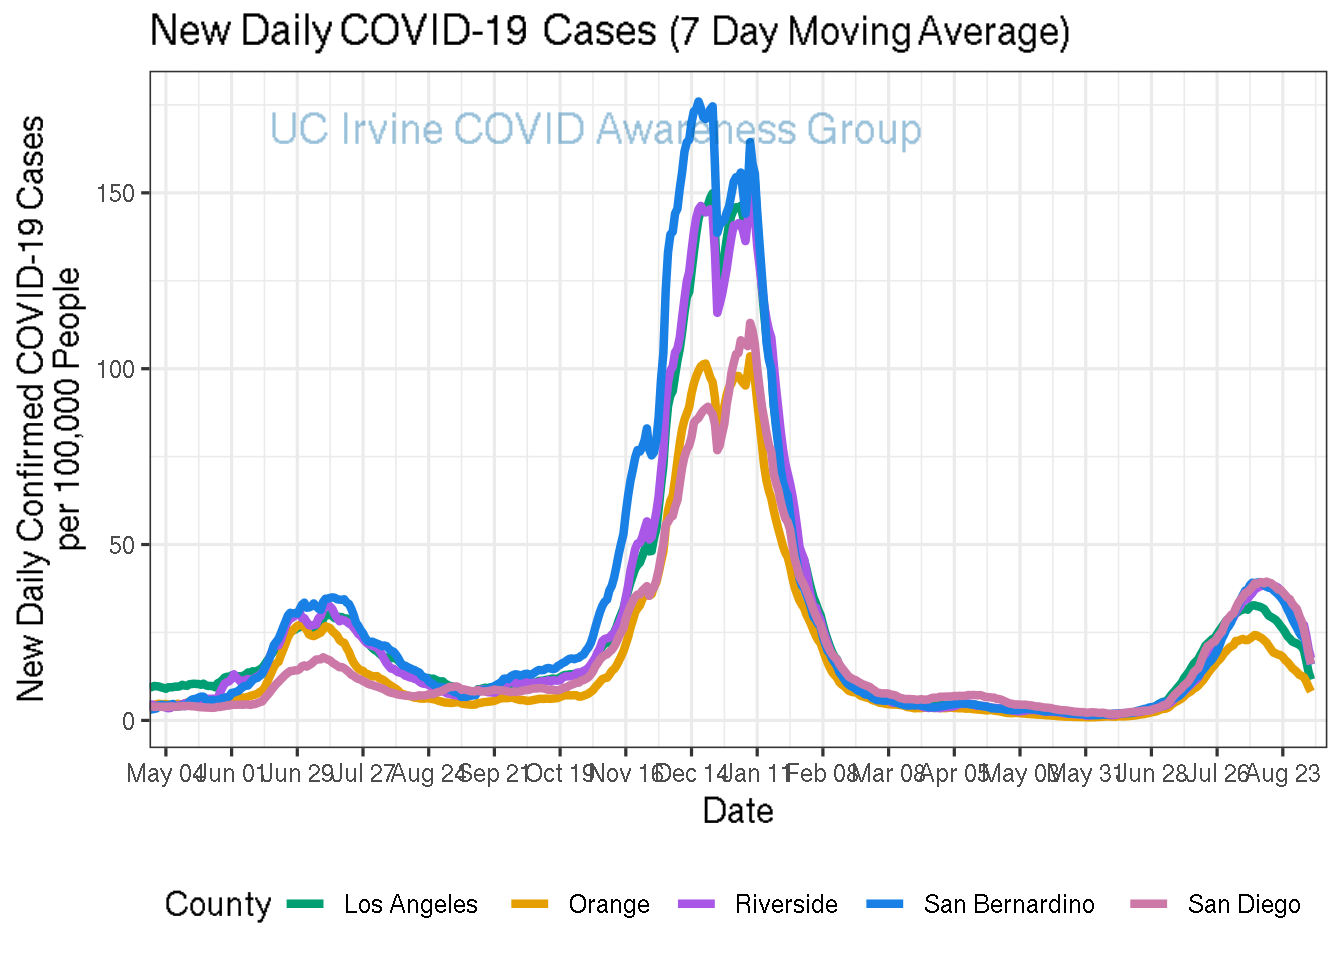 New Daily COVID-19 Cases (7 Day Moving Average)
UC Irvine COVID Awareness Group
New Daily Confirmed COVID-19 Cases
per 100,000 People
150
100
50
0
May 04 Jun 01 Jun 29 Jul 27 Aug 24 Sep 21 Oct 19 Nov 16 Dec 14 Jan 11 Feb 08 Mar 08 Apr 05 May 03 May 31 Jun 28 Jul 26 Aug 23
Date
County Los Angeles Orange Riverside San Bernardino San Diego